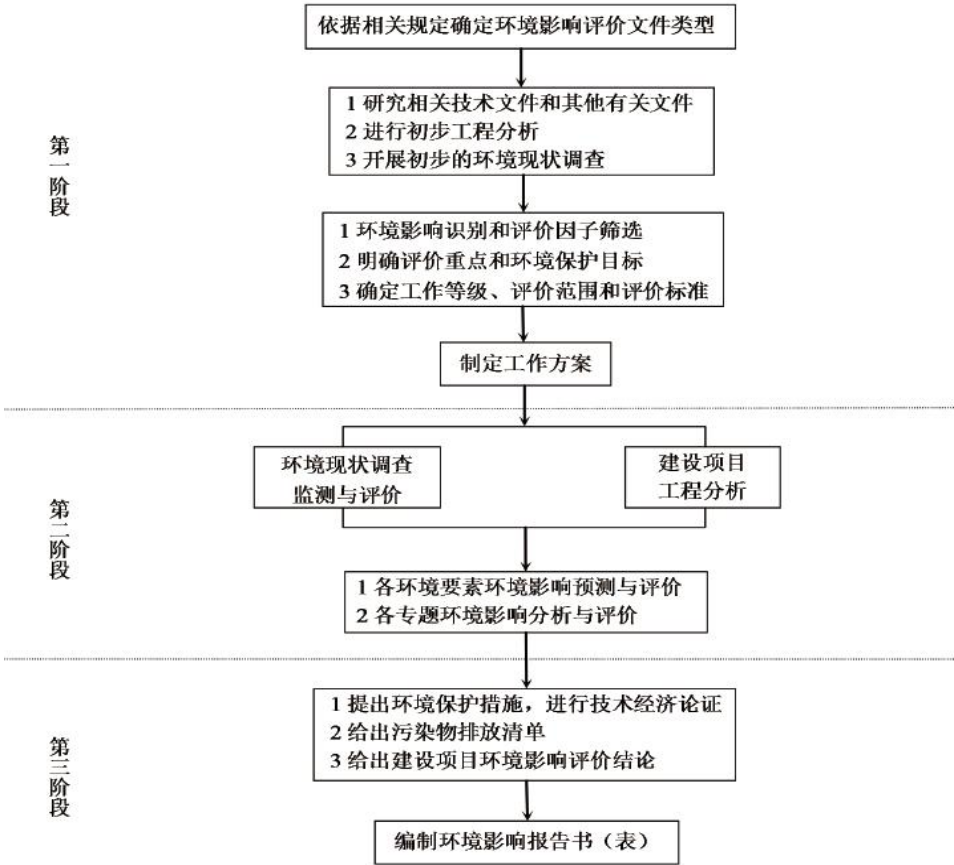 依据相关规定确定环境影响评价文件类型
1 研究相关技术文件和其他有关文件
2 进行初步工程分析
3 开展初步的环境现状调查
第一阶段
1 环境影响识别和评价因子筛选
2 明确评价重点和环境保护目标
3 确定工作等级、评价范围和评价标准
制定工作方案
环境现状调查
监测与评价
建设项目
工程分析
第二阶段
1 各环境要素环境影响预测与评价
2 各专题环境影响分析与评价
1 提出环境保护措施，进行技术经济论证
2 给出污染物排放清单
3 给出建设项目环境影响评价结论
第三阶段
编制环境影响报告书（表）